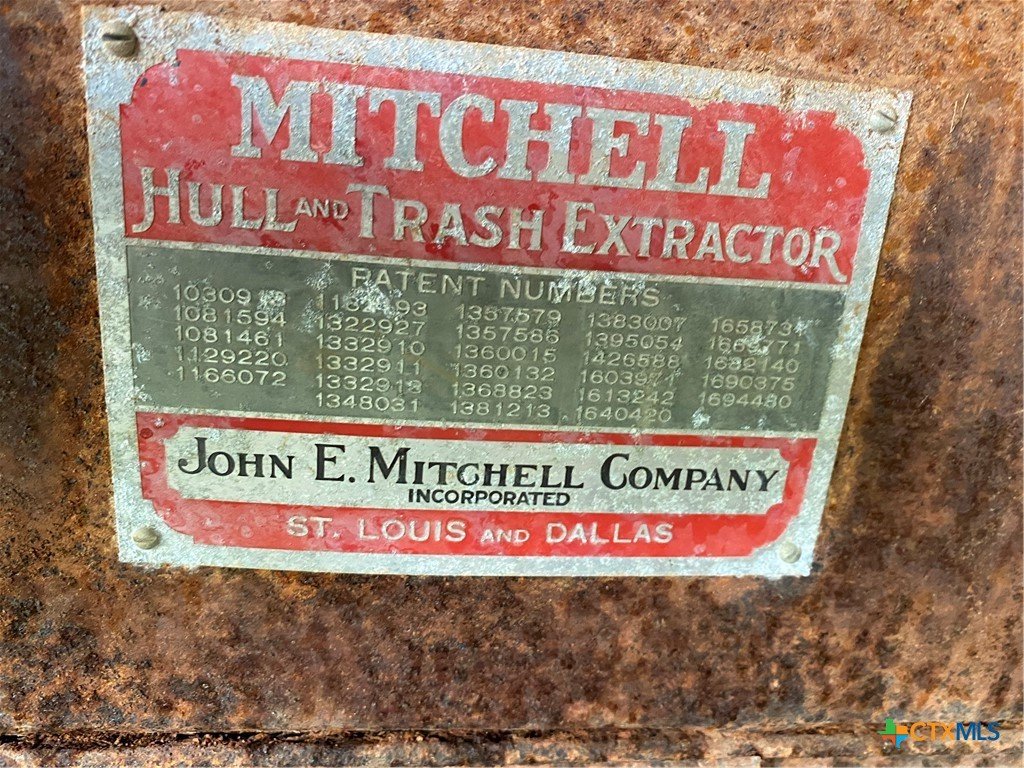 MITCHELL
HULL AND TRASH EXTRACTOR
PATENT NUMBERS
1322927 1357579 1383007
1081594 1332910 1357586 1395054
1081461 1332911 1360015 1426588 1682140
1129220 1360132 1690375
1166072 1368823 1613242
1348031 1381213 1640420
JOHN E. MITCHELL COMPANY
INCORPORATED
ST. LOUIS AND DALLAS
CTXMLS